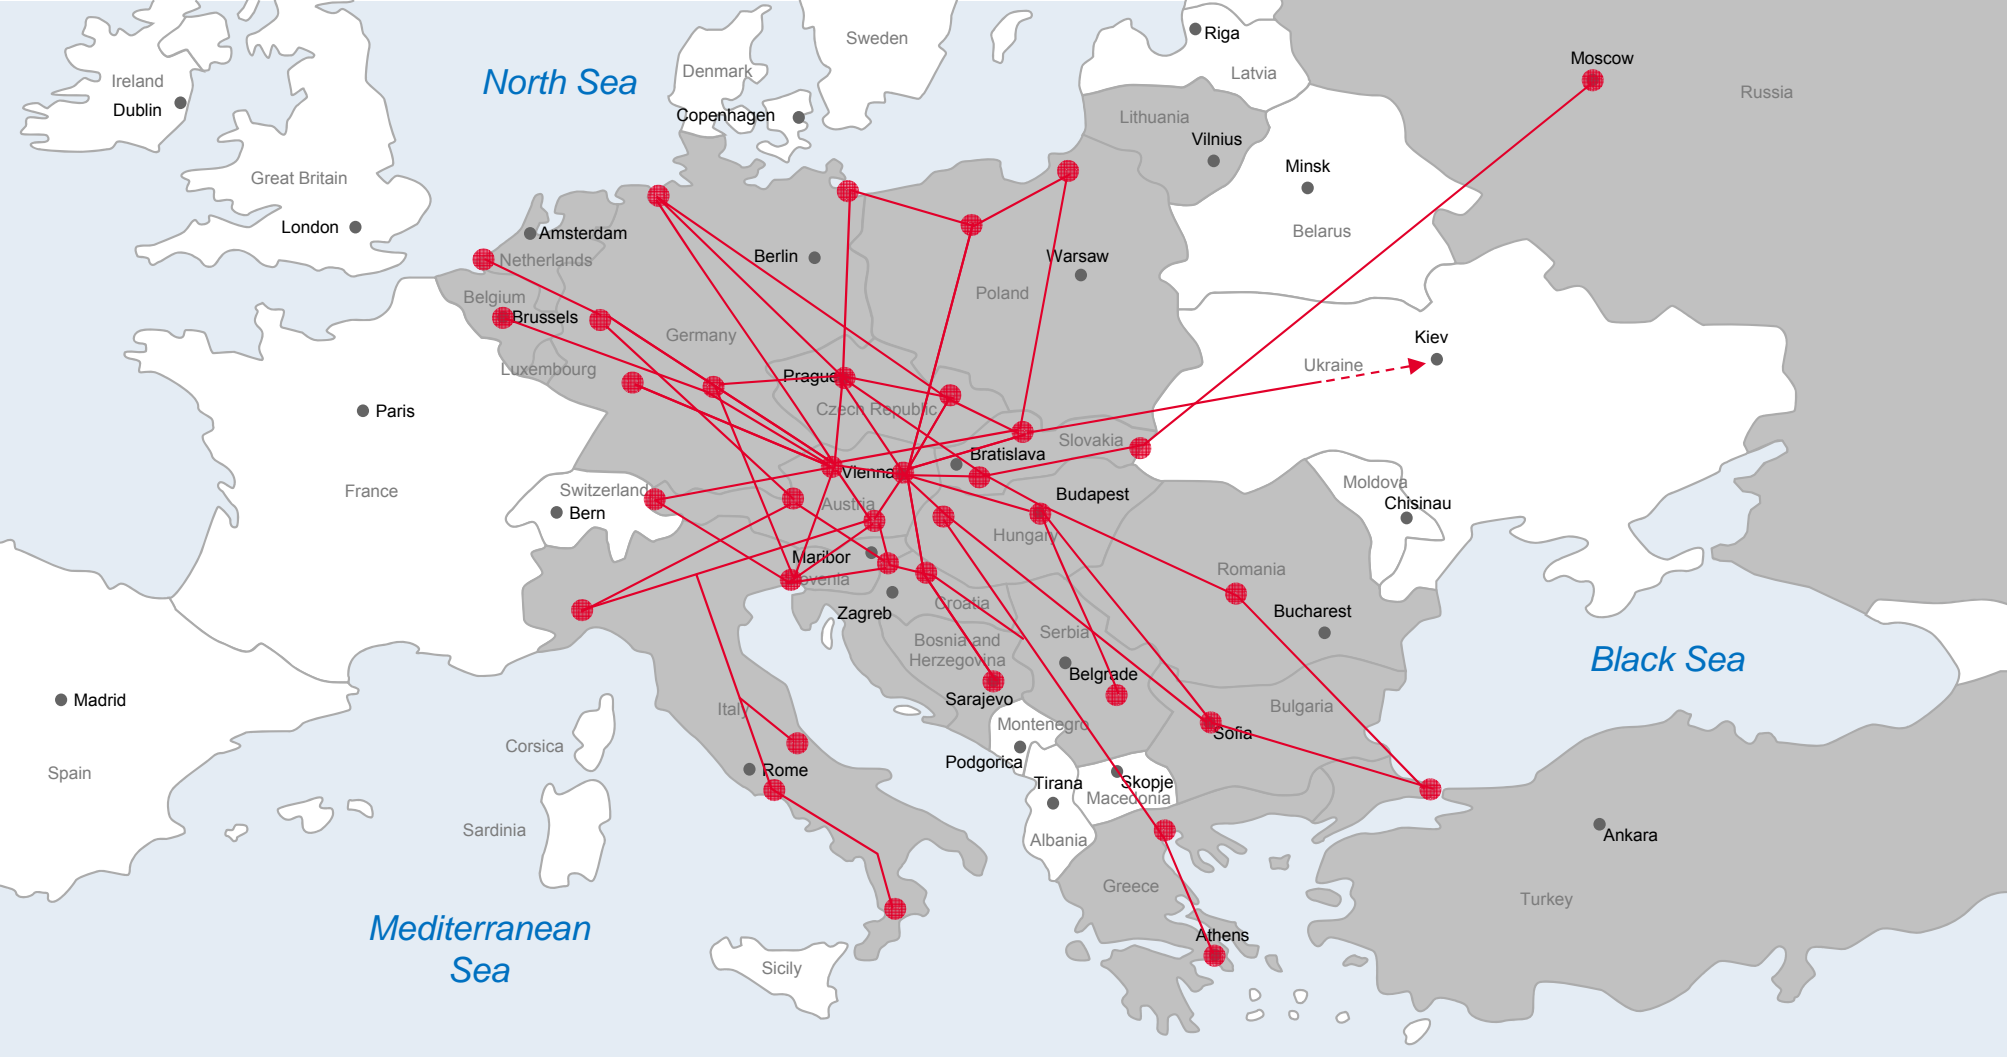 Sweden
Riga
Moscow
Ireland
Denmark
North Sea
Latvia
Russia
Dublin
Copenhagen
Lithuania
Vilnius
Great Britain
Minsk
London
Amsterdam
Belarus
Netherlands
Berlin
Warsaw
Belgium
Poland
Brussels
Germany
Kiev
Luxembourg
Ukraine
Prague
Paris
Czech Republic
Slovakia
Bratislava
Vienna
Moldova
France
Switzerland
Budapest
Austria
Chisinau
Bern
Hungary
Maribor
Romania
Slovenia
Zagreb
Croatia
Bucharest
Serbia
Bosnia and
Herzegovina
Black Sea
Belgrade
Madrid
Sarajevo
Italy
Bulgaria
Montenegro
Sofia
Corsica
Podgorica
Spain
Rome
Tirana
Skopje
Macedonia
Sardinia
Albania
Ankara
Greece
Turkey
Mediterranean
Sea
Athens
Sicily